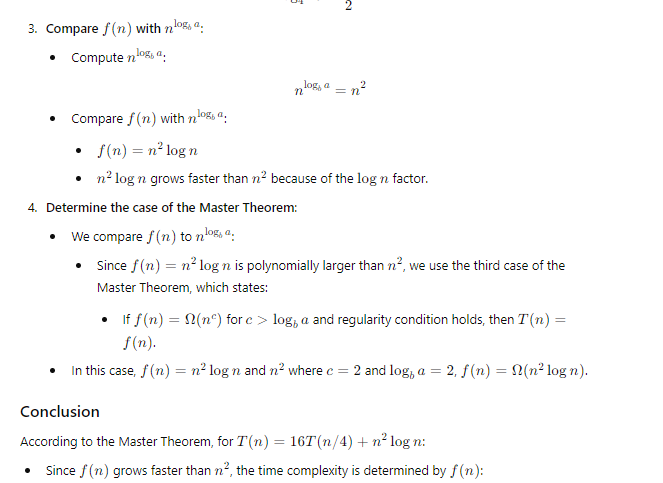 2
3. Compare f(n) with n^{log_b a}:
• Compute n^{log_b a}:
n^{log_b a} = n^2
• Compare f(n) with n^{log_b a}:
• f(n) = n^2 log n
• n^2 log n grows faster than n^2 because of the log n factor.
4. Determine the case of the Master Theorem:
• We compare f(n) to n^{log_b a}:
• Since f(n) = n^2 log n is polynomially larger than n^2, we use the third case of the
Master Theorem, which states:
• If f(n) = Ω(n^c) for c > log_b a and regularity condition holds, then T(n) =
f(n).
• In this case, f(n) = n^2 log n and n^2 where c = 2 and log_b a = 2, f(n) = Ω(n^2 log n).
Conclusion
According to the Master Theorem, for T(n) = 16T(n/4) + n^2 log n:
• Since f(n) grows faster than n^2, the time complexity is determined by f(n):